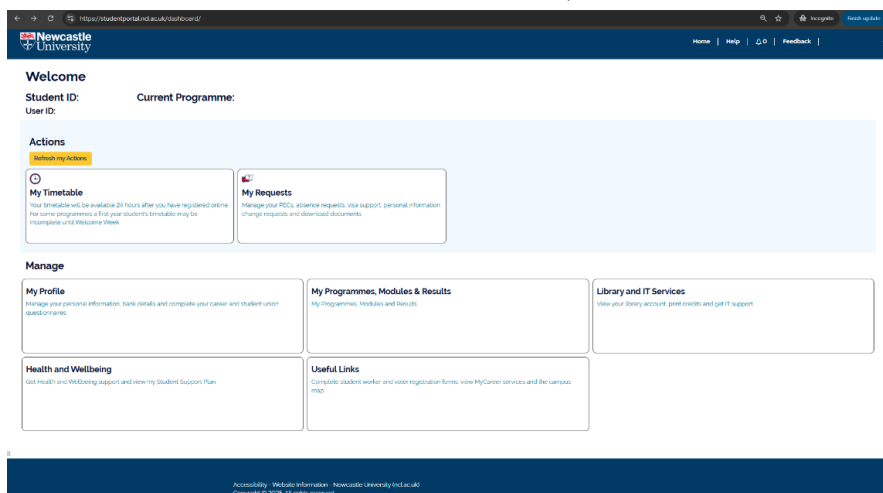 https://studentportal.ncl.ac.uk/dashboard/
Incognito
Finish update
Newcastle
University
Home | Help | 0 | Feedback |
Welcome
Student ID: Current Programme:
User ID:
Actions
Refresh my Actions
My Timetable
Your timetable will be available 24 hours after you have registered online
For some programmes a first year student's timetable may be
incomplete until Welcome Week
My Requests
Manage your PECs, absence requests, visa support, personal information
change requests and download documents
Manage
My Profile
Manage your personal information, bank details and complete your career and student union
questionnaires.
My Programmes, Modules & Results
My Programmes, Modules and Results
Library and IT Services
View your library account, print credits and get IT support
Health and Wellbeing
Get Health and Wellbeing support and view my Student Support Plan
Useful Links
Complete student worker and voter registration forms, view MyCareer services and the campus
map
Accessibility - Website Information - Newcastle University (ncl.ac.uk)